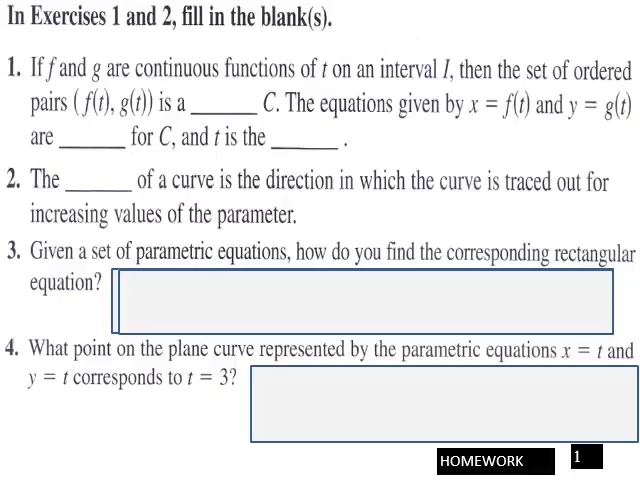 In Exercises 1 and 2, fill in the blank(s).
1. If f and g are continuous functions of t on an interval I, then the set of ordered
pairs (f(t), g(t)) is a ______ C. The equations given by x = f(t) and y = g(t)
are ______ for C, and t is the ______ .
2. The ______ of a curve is the direction in which the curve is traced out for
increasing values of the parameter.
3. Given a set of parametric equations, how do you find the corresponding rectangular
equation?
4. What point on the plane curve represented by the parametric equations x = t and
y = t corresponds to t = 3?
HOMEWORK 1